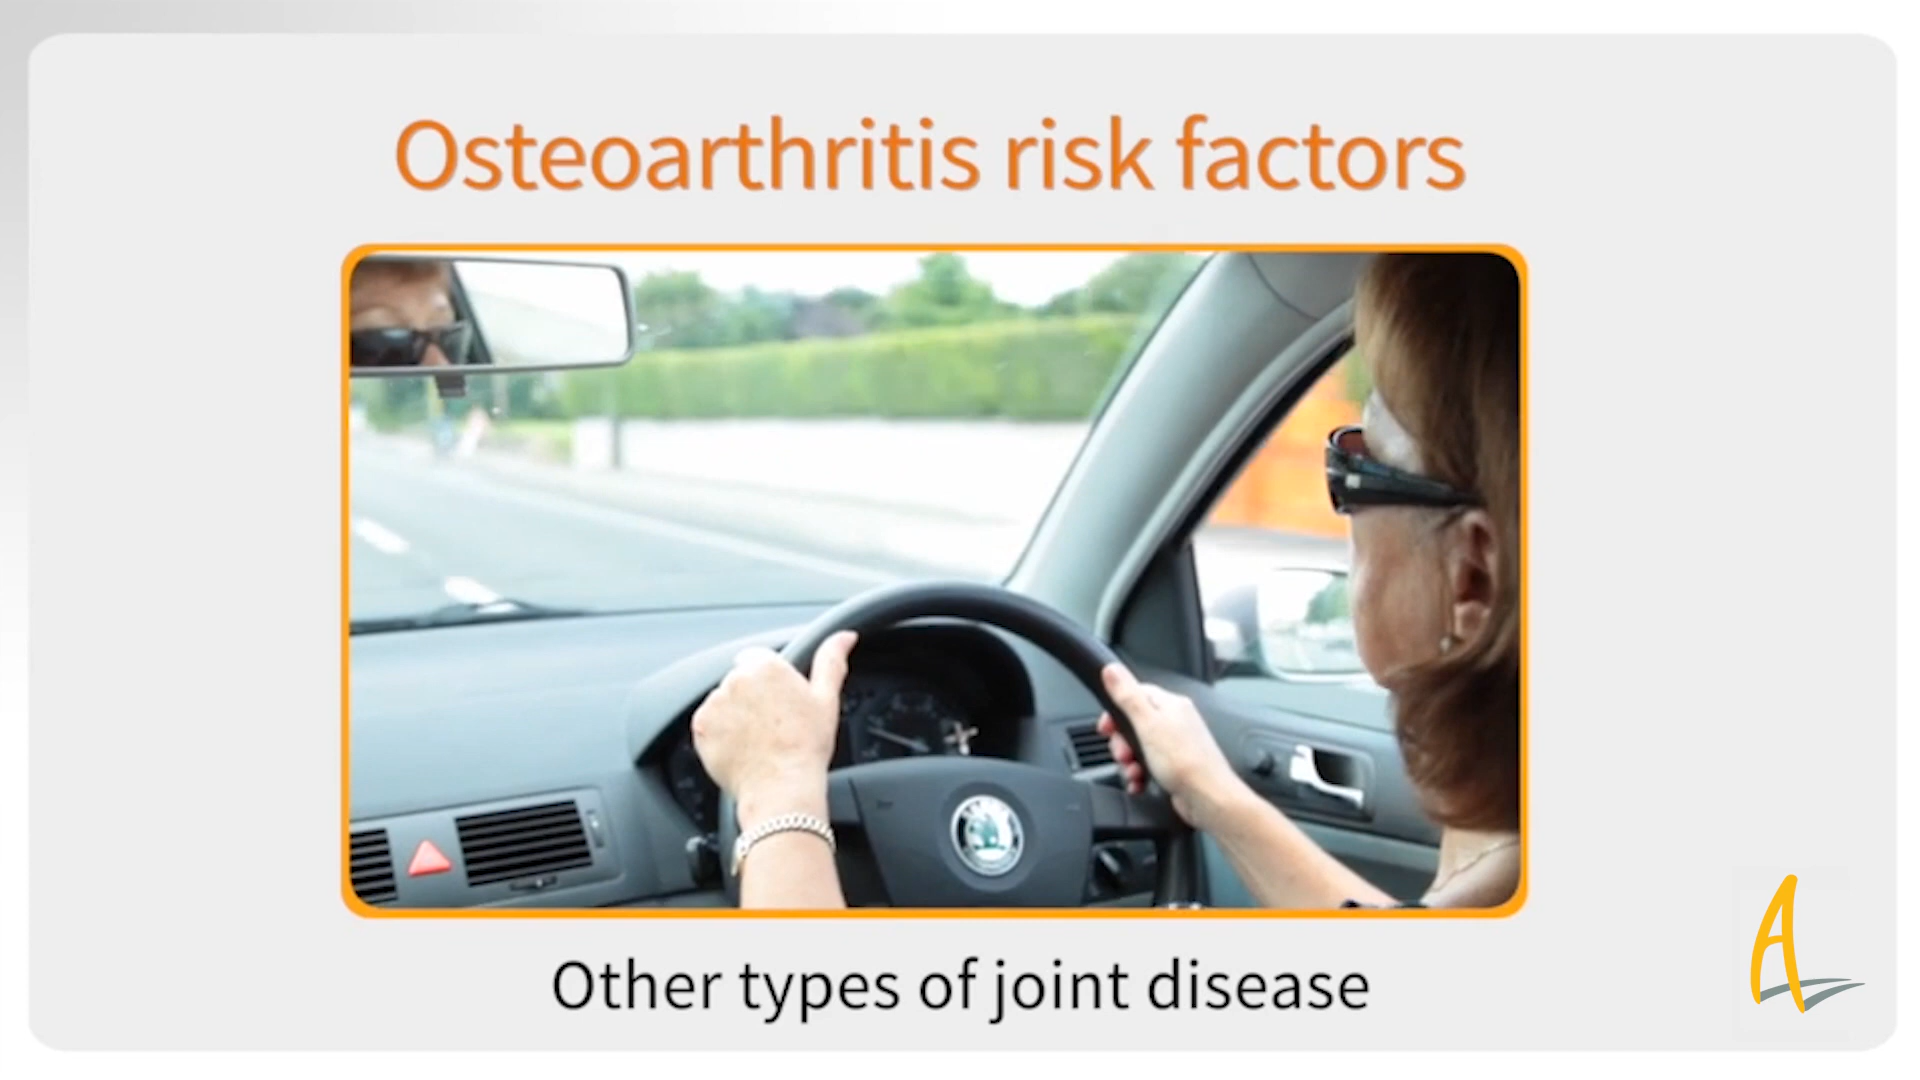 Osteoarthritis risk factors
Other types of joint disease